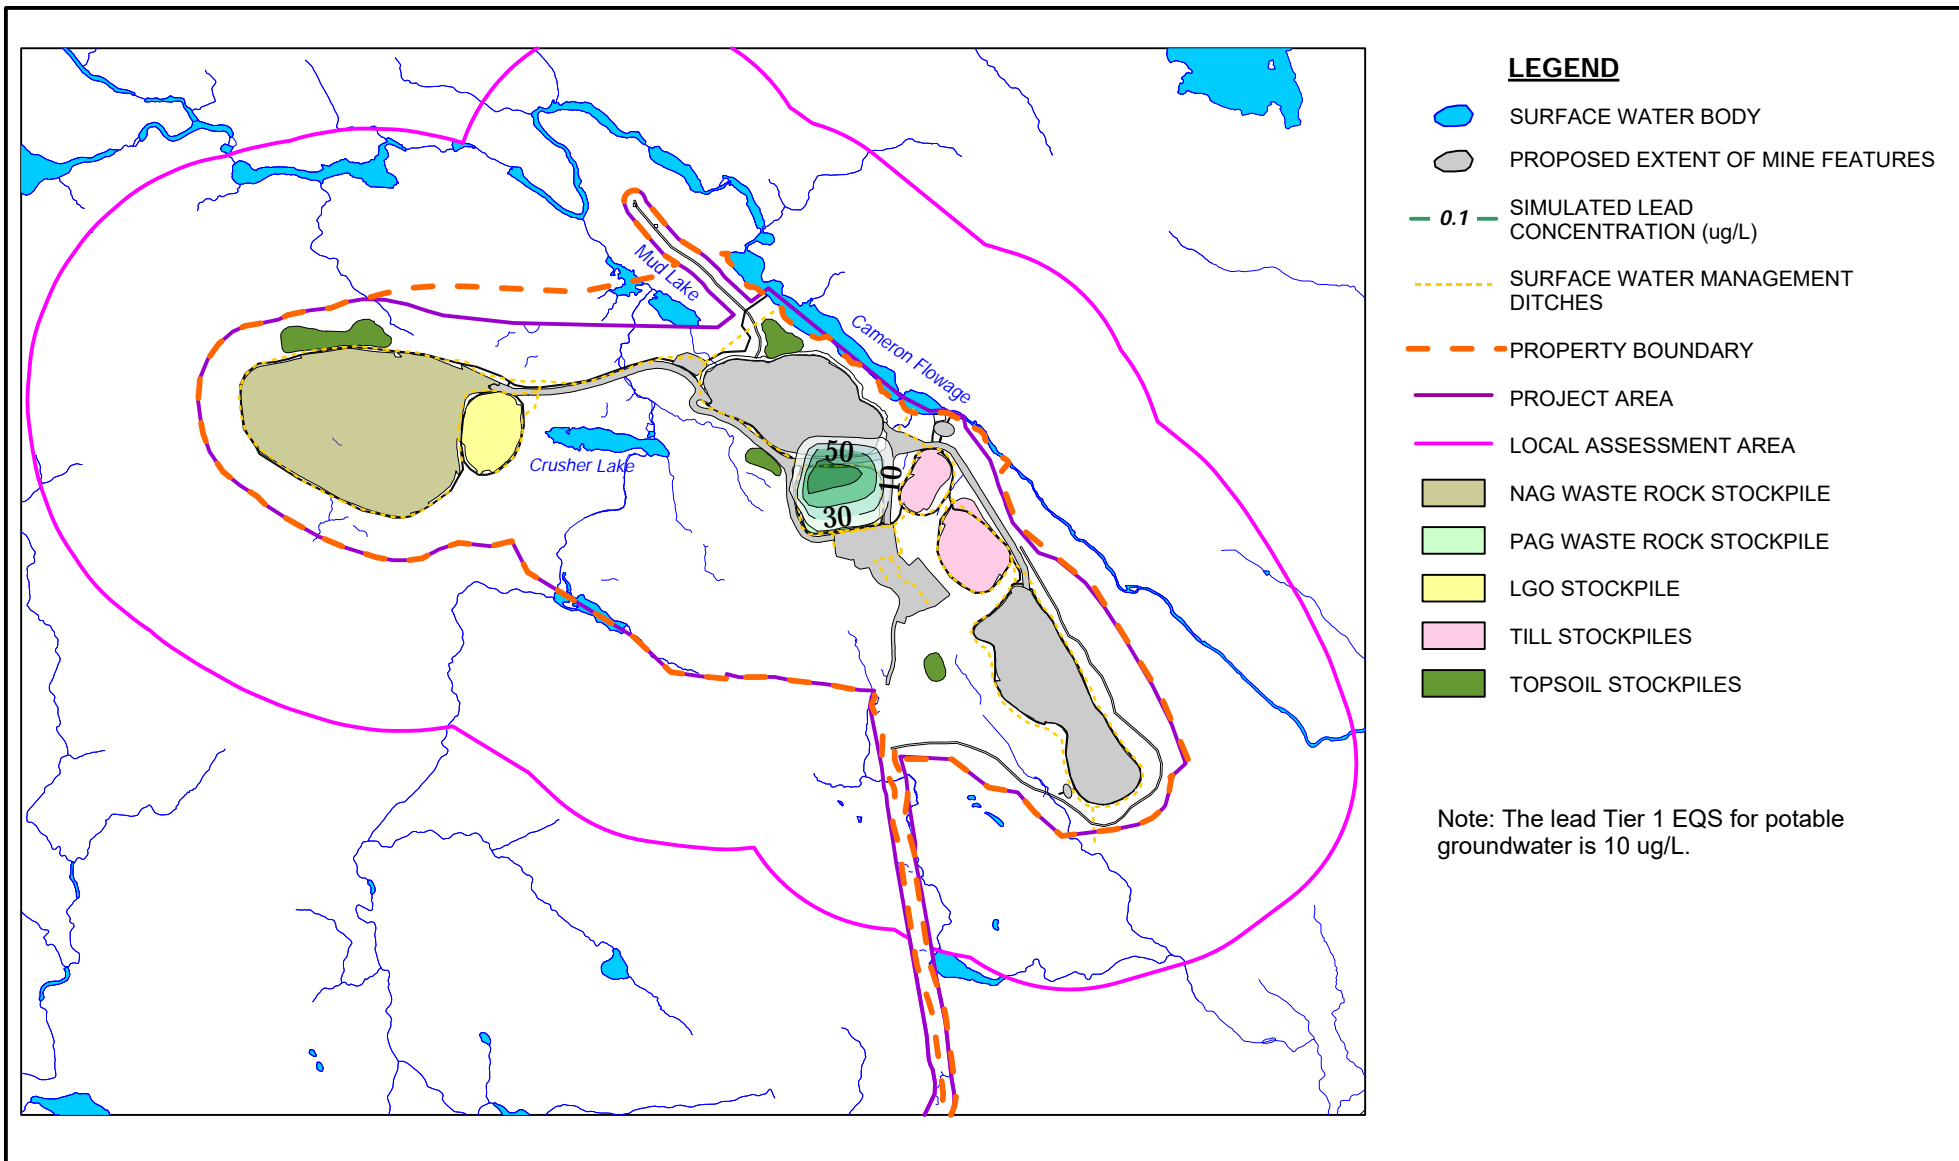 LEGEND
SURFACE WATER BODY
PROPOSED EXTENT OF MINE FEATURES
0.1
SIMULATED LEAD
CONCENTRATION (ug/L)
SURFACE WATER MANAGEMENT
DITCHES
PROPERTY BOUNDARY
PROJECT AREA
LOCAL ASSESSMENT AREA
NAG WASTE ROCK STOCKPILE
PAG WASTE ROCK STOCKPILE
LGO STOCKPILE
TILL STOCKPILES
TOPSOIL STOCKPILES
Note: The lead Tier 1 EQS for potable
groundwater is 10 ug/L.
Mud Lake
Cameron Flowage
Crusher Lake
50
10
30